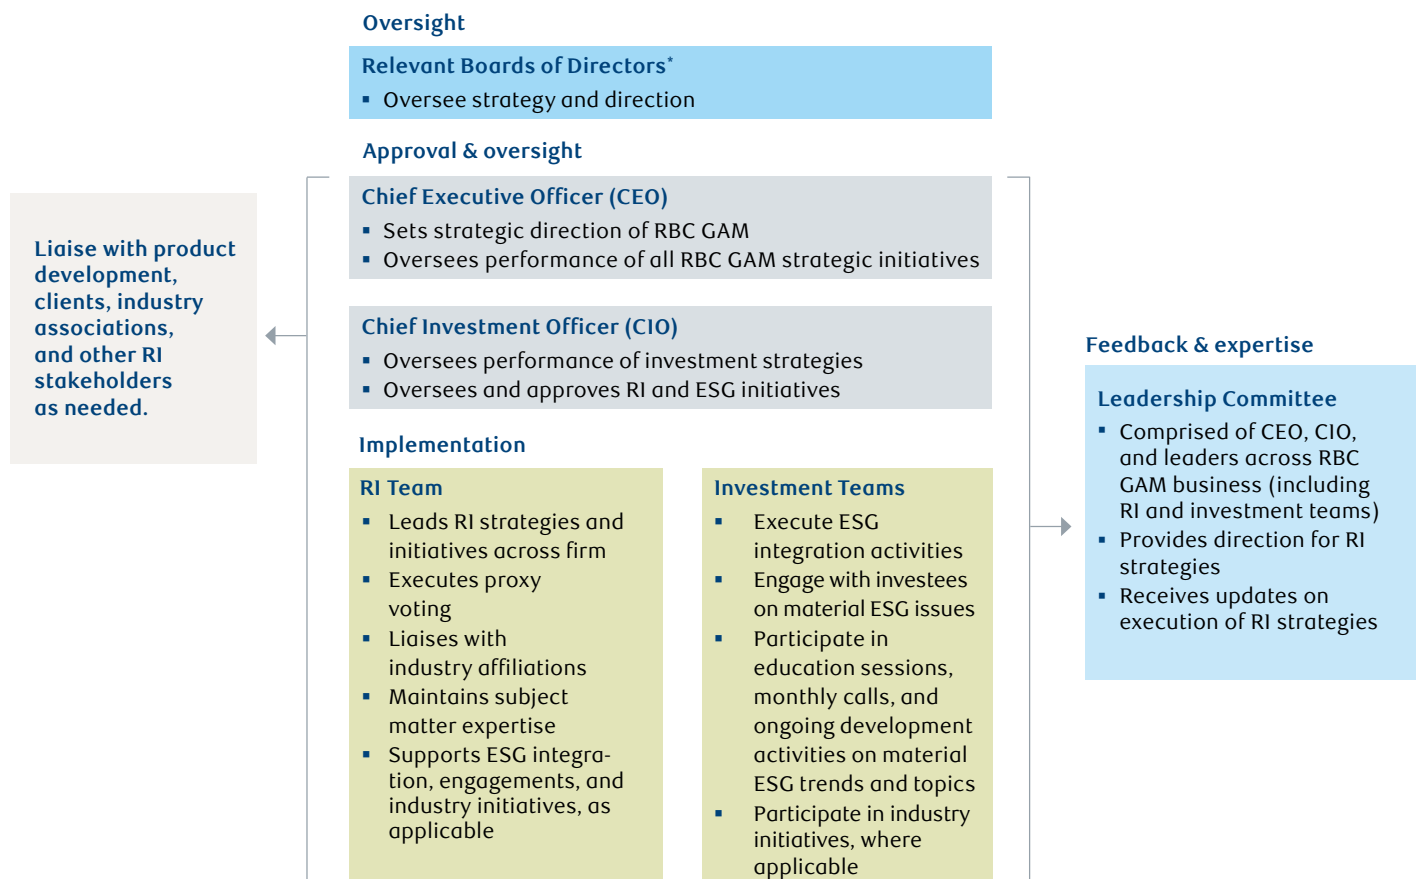 Oversight
Relevant Boards of Directors*
▪ Oversee strategy and direction
Approval & oversight
Chief Executive Officer (CEO)
▪ Sets strategic direction of RBC GAM
▪ Oversees performance of all RBC GAM strategic initiatives
Liaise with product
development,
clients, industry
associations,
and other RI
stakeholders
as needed.
Chief Investment Officer (CIO)
▪ Oversees performance of investment strategies
▪ Oversees and approves RI and ESG initiatives
Implementation
RI Team
▪ Leads RI strategies and
initiatives across firm
▪ Executes proxy
voting
▪ Liaises with
industry affiliations
▪ Maintains subject
matter expertise
▪ Supports ESG integra-
tion, engagements, and
industry initiatives, as
applicable
Investment Teams
▪ Execute ESG
integration activities
▪ Engage with investees
on material ESG issues
▪ Participate in
education sessions,
monthly calls, and
ongoing development
activities on material
ESG trends and topics
▪ Participate in industry
initiatives, where
applicable
Feedback & expertise
Leadership Committee
▪ Comprised of CEO, CIO,
and leaders across RBC
GAM business (including
RI and investment teams)
▪ Provides direction for RI
strategies
▪ Receives updates on
execution of RI strategies